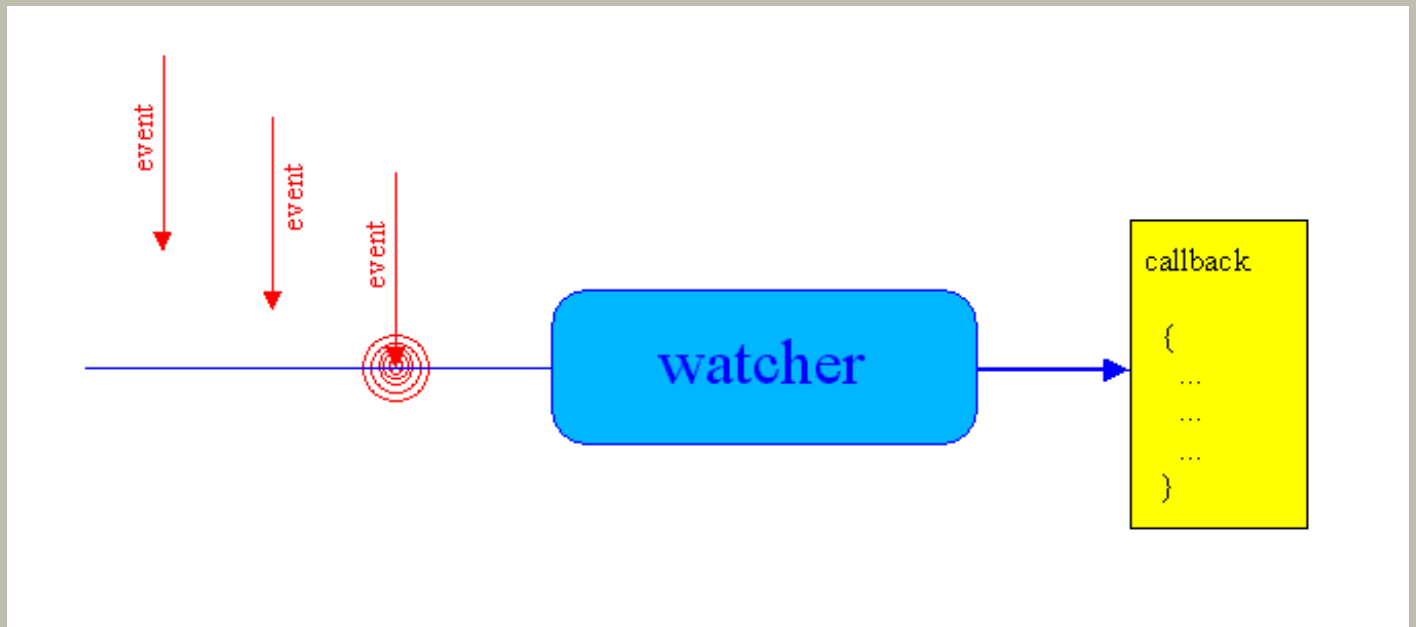 event
event
event
watcher
callback
{
...
...
...
}